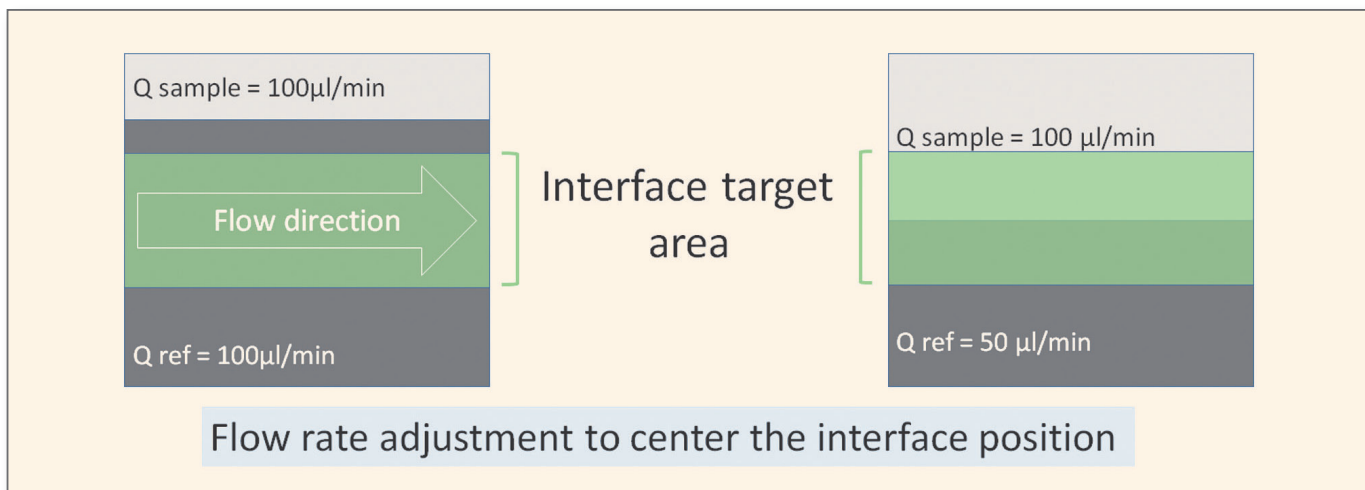 Q sample = 100µl/min
Flow direction
Q ref = 100µl/min
Interface target
area
Q sample = 100 µl/min
Q ref = 50 µl/min
Flow rate adjustment to center the interface position